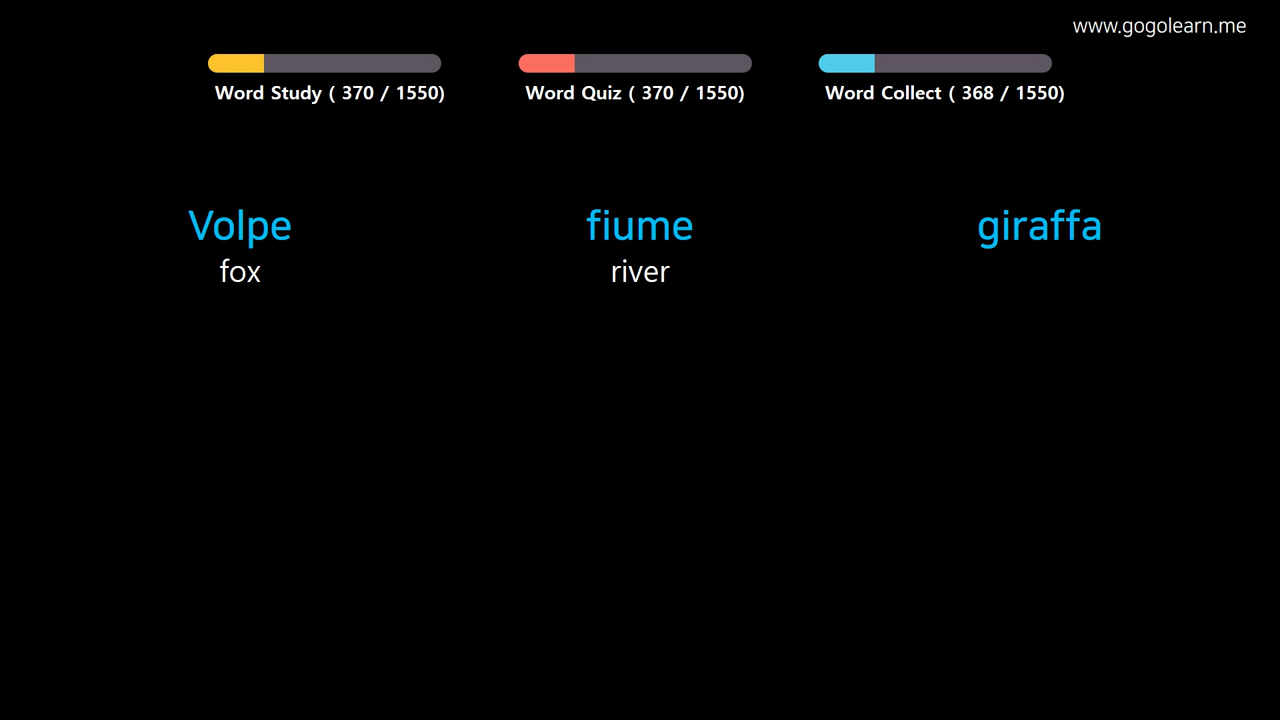 www.gogolearn.me
Word Study ( 370 / 1550)
Word Quiz ( 370 / 1550)
Word Collect ( 368 / 1550)
Volpe
fox
fiume
river
giraffa